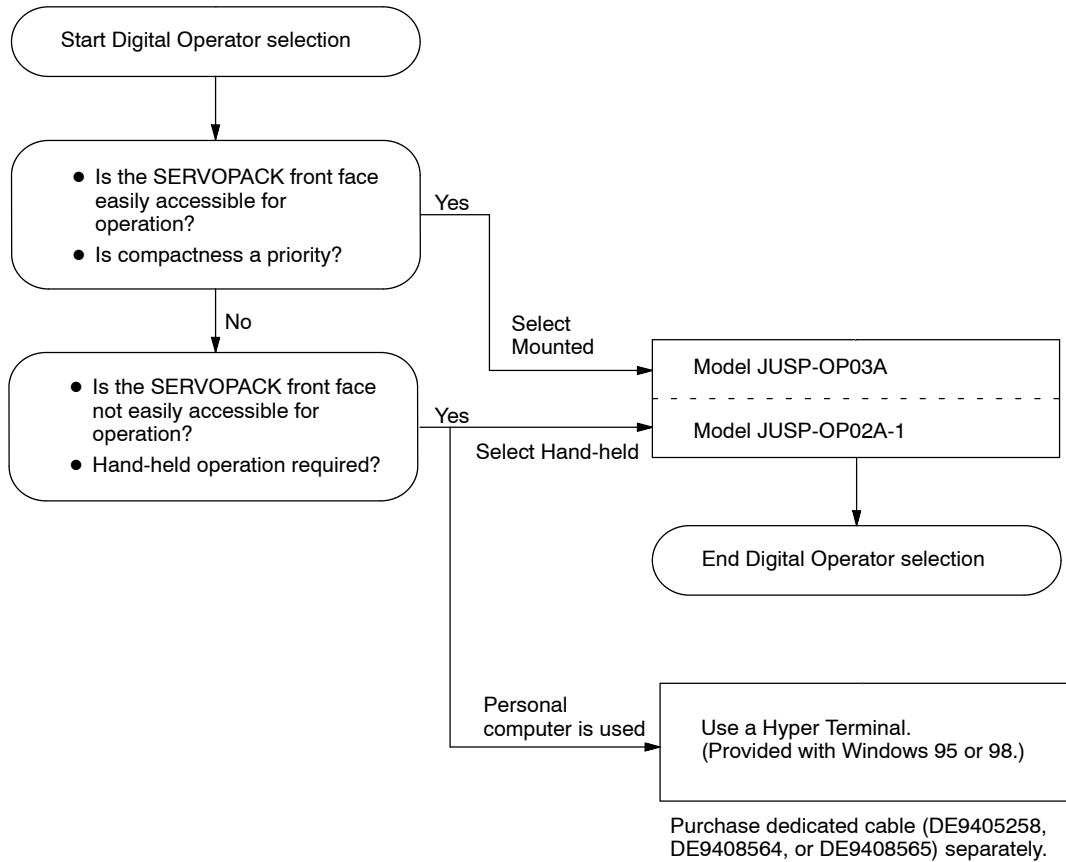 Start Digital Operator selection
● Is the SERVOPACK front face
easily accessible for
operation?
● Is compactness a priority?
Yes
No
Select
Mounted
● Is the SERVOPACK front face
not easily accessible for
operation?
● Hand-held operation required?
Yes
Select Hand-held
Model JUSP-OP03A
Model JUSP-OP02A-1
End Digital Operator selection
Personal
computer is used
Use a Hyper Terminal.
(Provided with Windows 95 or 98.)
Purchase dedicated cable (DE9405258,
DE9408564, or DE9408565) separately.